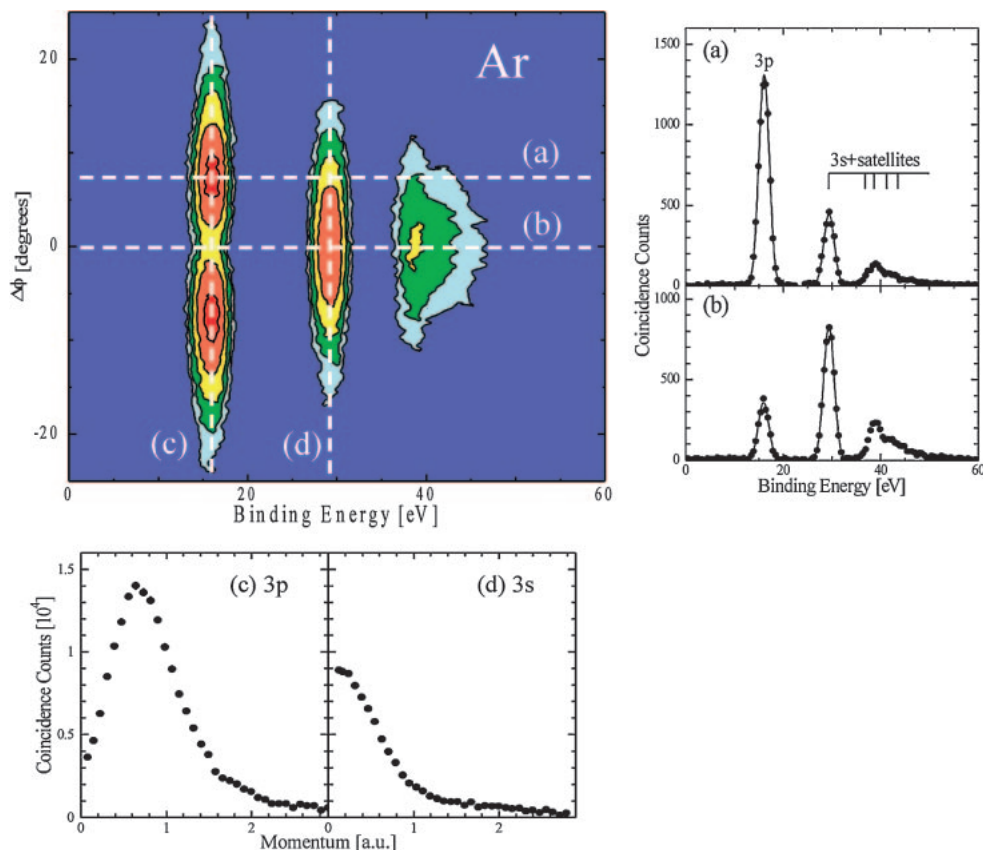 Ar
(a)
(b)
(c)
(d)
20
0
-20
Δϕ [degrees]
0 20 40 60
Binding Energy [eV]
(a)
3p
3s+satellites
1500
1000
500
0
(b)
1000
500
0
Coincidence Counts
0 20 40 60
Binding Energy [eV]
(c) 3p
(d) 3s
1.5
1
0.5
0
Coincidence Counts [10⁴]
0 1 2 0 1 2
Momentum [a.u.]